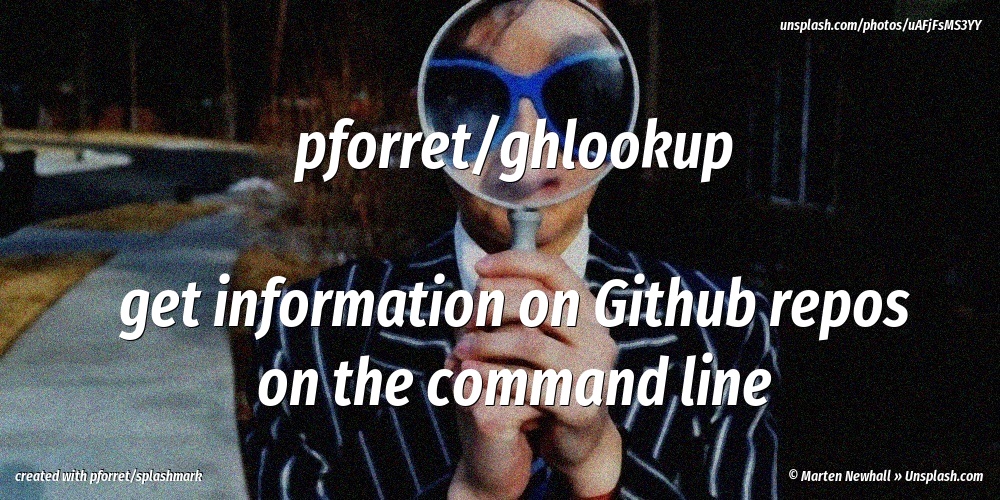 unsplash.com/photos/uAFjFsMS3YY
pforret/ghlookup
get information on Github repos
on the command line
created with pforret/splashmark
© Marten Newhall » Unsplash.com